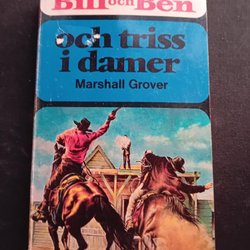 Bill och Ben
och triss
i damer
Marshall Grover